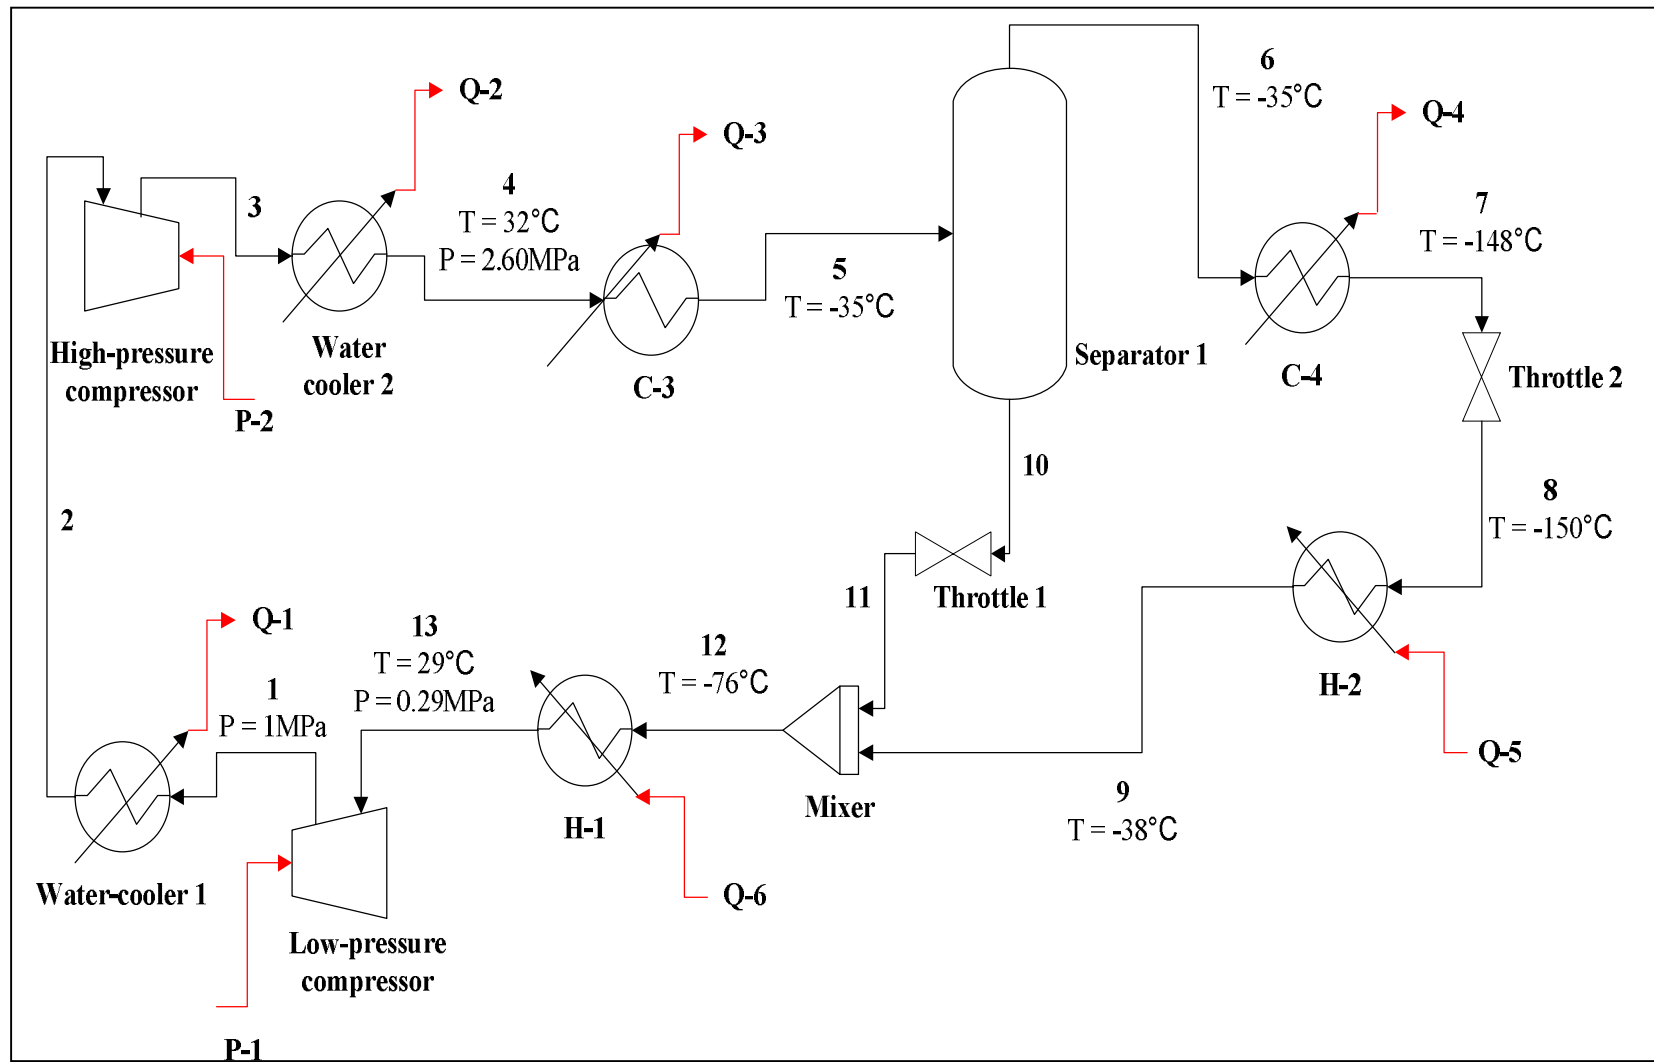 6
T = -35°C
Q-2
Q-4
Q-3
4
T = 32°C
P = 2.60MPa
3
7
T = -148°C
5
T = -35°C
High-pressure
compressor
Water
cooler 2
C-3
Separator 1
C-4
Throttle 2
P-2
10
8
T = -150°C
2
11
Throttle 1
Q-1
13
T = 29°C
P = 0.29MPa
12
T = -76°C
1
P = 1MPa
H-2
Q-5
9
T = -38°C
Mixer
H-1
Water-cooler 1
Q-6
Low-pressure
compressor
P-1